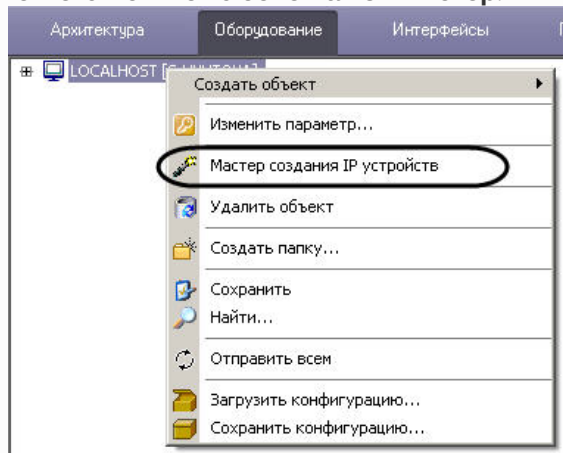 Архитектура Оборудование Интерфейсы
LOCALHOST
Создать объект
Изменить параметр...
Мастер создания IP устройств
Удалить объект
Создать папку...
Сохранить
Найти...
Отправить всем
Загрузить конфигурацию...
Сохранить конфигурацию...